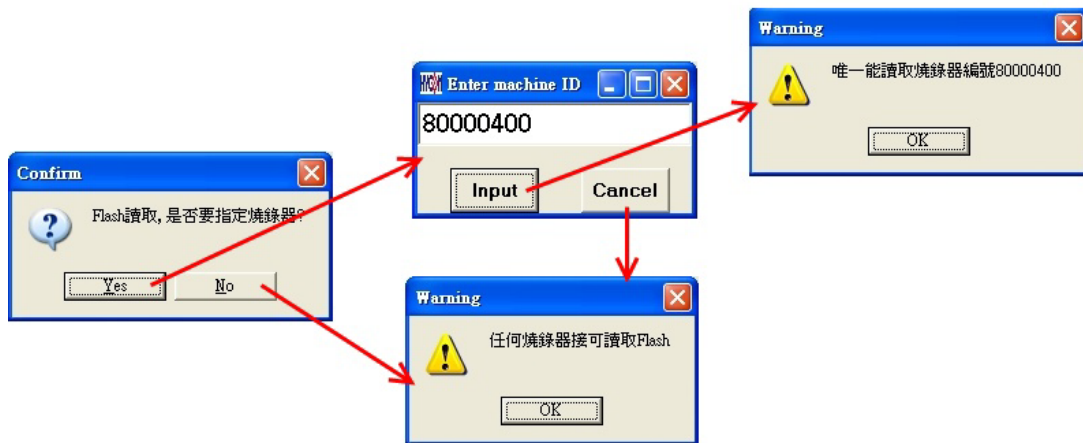 Confirm
Flash讀取, 是否要指定燒錄器?
Yes
No
Enter machine ID
80000400
Input
Cancel
Warning
唯一能讀取燒錄器編號80000400
OK
Warning
任何燒錄器接可讀取Flash
OK